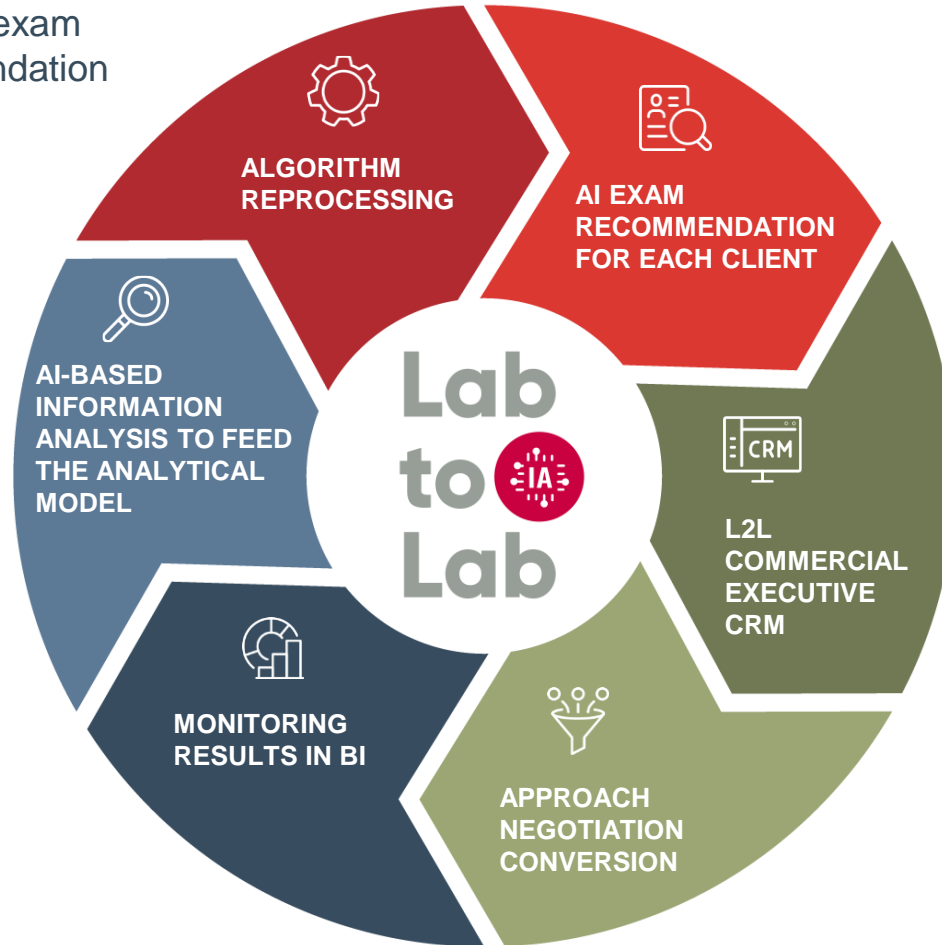 exam
ndation
ALGORITHM
REPROCESSING
AI EXAM
RECOMMENDATION
FOR EACH CLIENT
AI-BASED
INFORMATION
ANALYSIS TO FEED
THE ANALYTICAL
MODEL
Lab
to IA
Lab
CRM
L2L
COMMERCIAL
EXECUTIVE
CRM
MONITORING
RESULTS IN BI
APPROACH
NEGOTIATION
CONVERSION